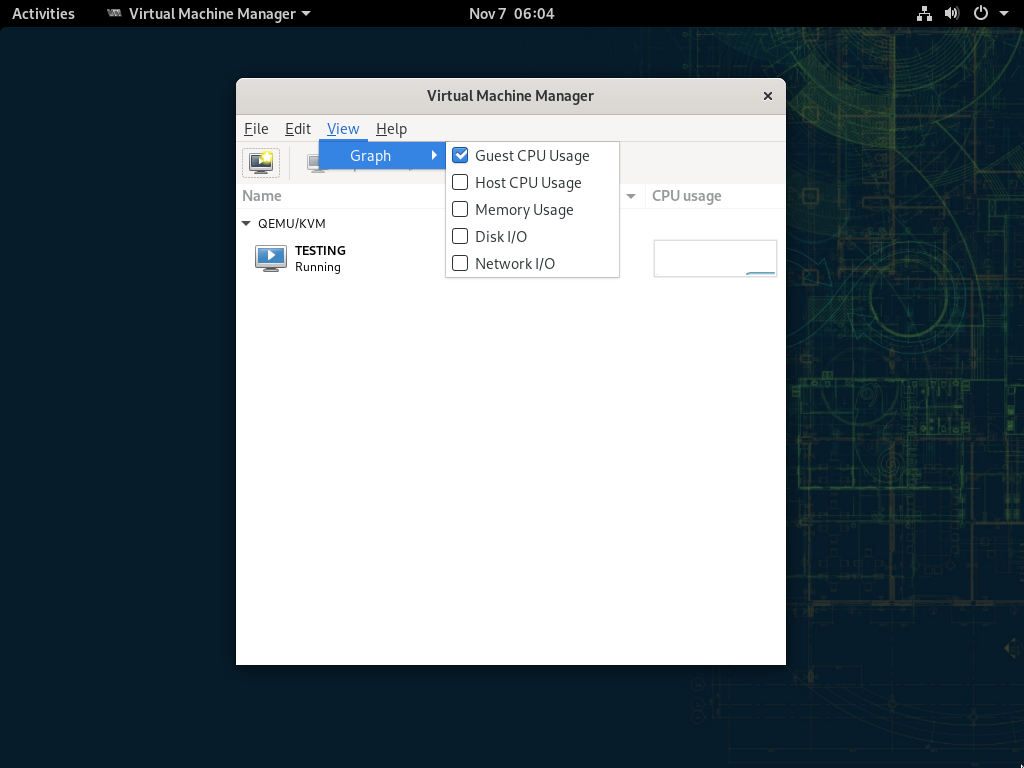 Activities Virtual Machine Manager Nov 7 06:04
Virtual Machine Manager
File Edit View Help
Graph
Guest CPU Usage
Host CPU Usage
Memory Usage
Disk I/O
Network I/O
Name CPU usage
QEMU/KVM
TESTING
Running